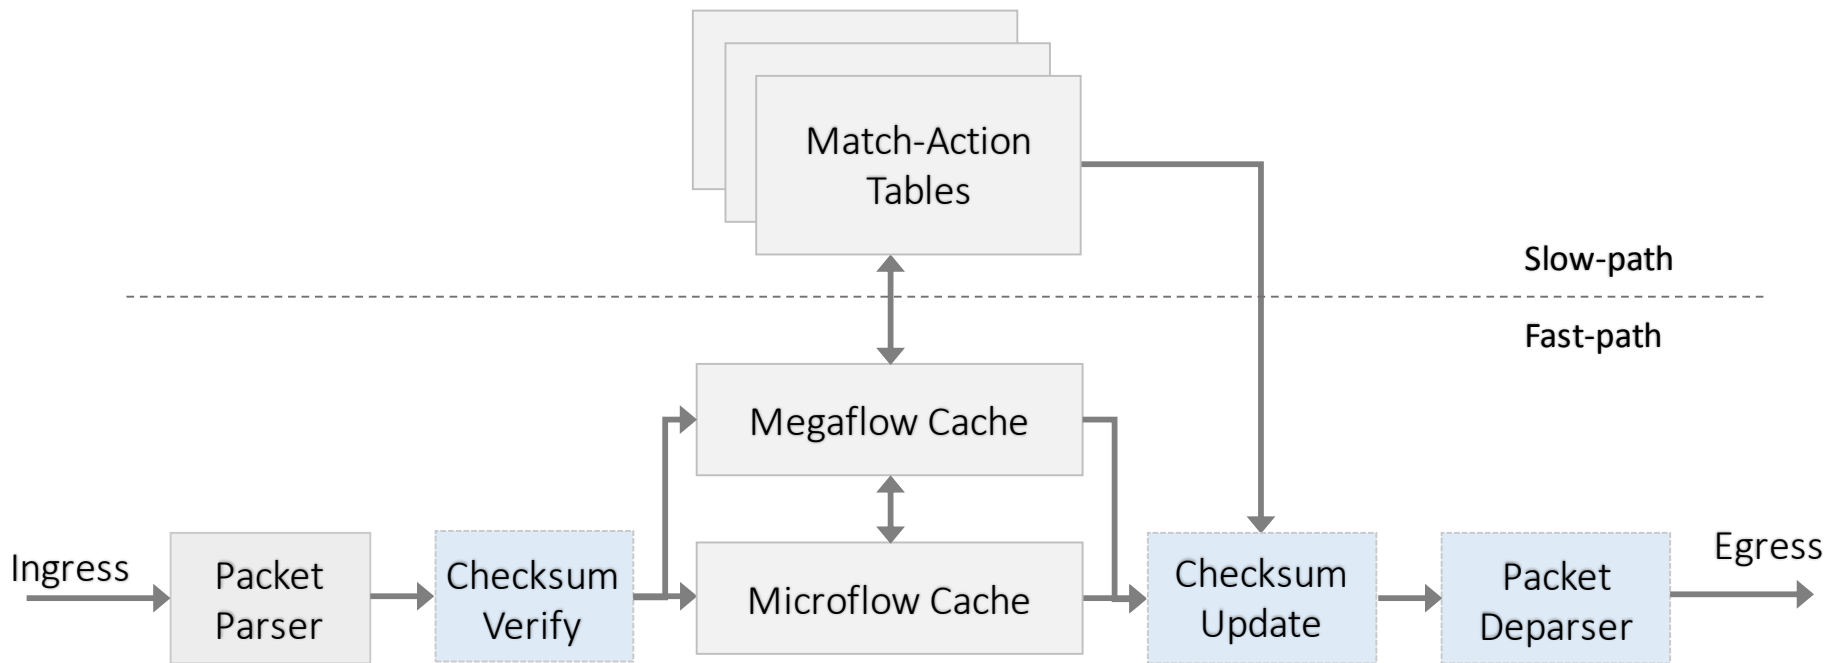 Match-Action
Tables
Slow-path
Fast-path
Megaflow Cache
Ingress
Packet
Parser
Checksum
Verify
Microflow Cache
Checksum
Update
Packet
Deparser
Egress